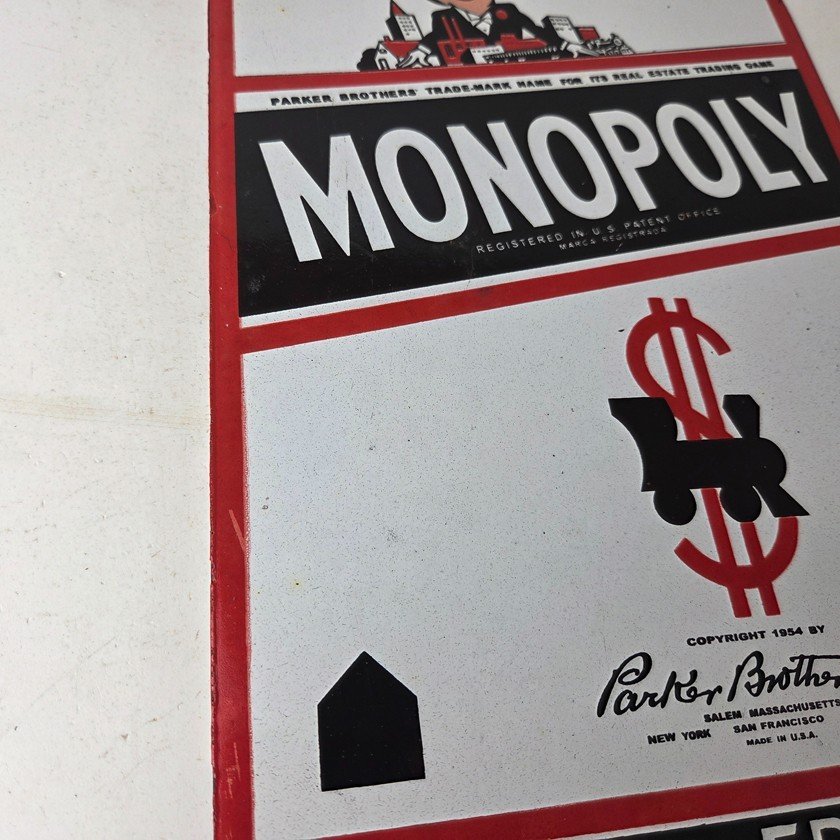 PARKER BROTHERS' TRADE-MARK NAME FOR ITS REAL ESTATE TRADING GAME
MONOPOLY
REGISTERED IN U.S. PATENT OFFICE
MARCA REGISTRADA
COPYRIGHT 1954 BY
Parker Brothers
SALEM MASSACHUSETTS
NEW YORK SAN FRANCISCO
MADE IN U.S.A.